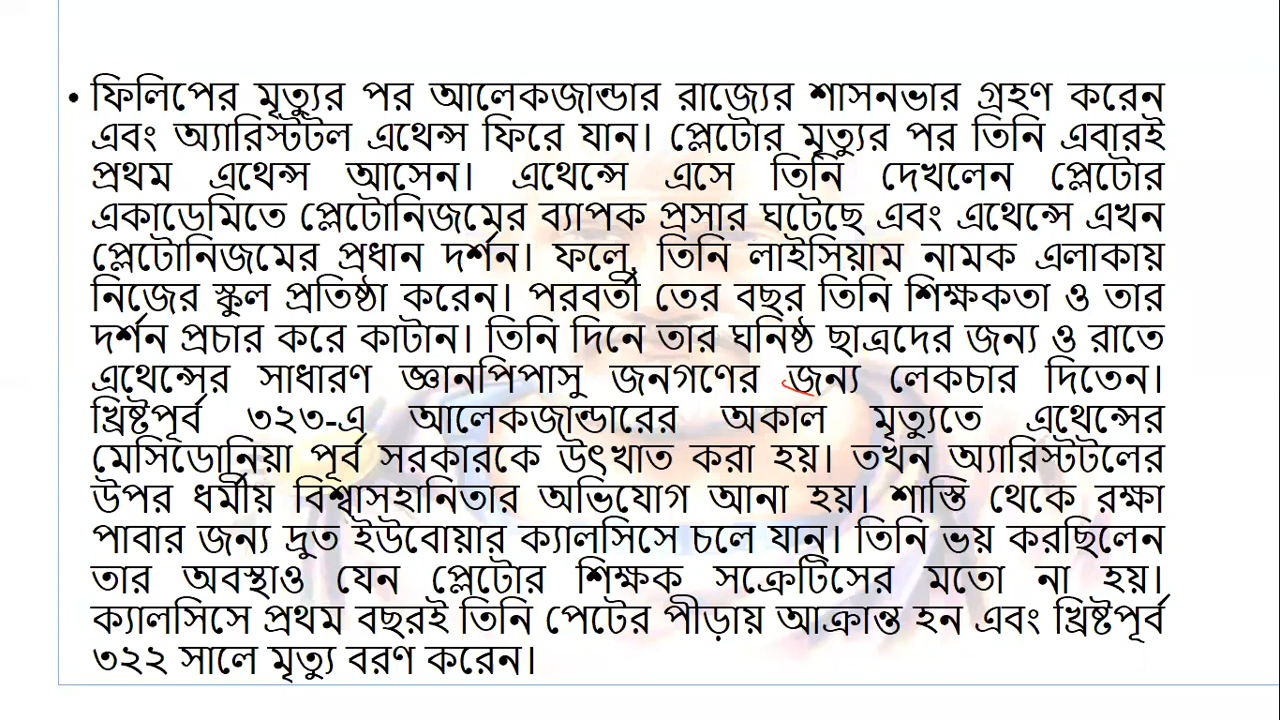 • ফিলিপের মৃত্যুর পর আলেকজান্ডার রাজ্যের শাসনভার গ্রহণ করেন
এবং অ্যারিস্টটল এথেন্স ফিরে যান। প্লেটোর মৃত্যুর পর তিনি এবারই
প্রথম এথেন্স আসেন। এথেন্সে এসে তিনি দেখলেন প্লেটোর
একাডেমিতে প্লেটোনিজমের ব্যাপক প্রসার ঘটেছে এবং এথেন্সে এখন
প্লেটোনিজমের প্রধান দর্শন। ফলে, তিনি লাইসিয়াম নামক এলাকায়
নিজের স্কুল প্রতিষ্ঠা করেন। পরবর্তী তের বছর তিনি শিক্ষকতা ও তার
দর্শন প্রচার করে কাটান। তিনি দিনে তার ঘনিষ্ঠ ছাত্রদের জন্য ও রাতে
এথেন্সের সাধারণ জ্ঞানপিপাসু জনগণের জন্য লেকচার দিতেন।
খ্রিষ্টপূর্ব ৩২৩-এ আলেকজান্ডারের অকাল মৃত্যুতে এথেন্সের
মেসিডোনিয়া পূর্ব সরকারকে উৎখাত করা হয়। তখন অ্যারিস্টটলের
উপর ধর্মীয় বিশ্বাসহানিতার অভিযোগ আনা হয়। শাস্তি থেকে রক্ষা
পাবার জন্য দ্রুত ইউবোয়ার ক্যালসিসে চলে যান। তিনি ভয় করছিলেন
তার অবস্থাও যেন প্লেটোর শিক্ষক সক্রেটিসের মতো না হয়।
ক্যালসিসে প্রথম বছরই তিনি পেটের পীড়ায় আক্রান্ত হন এবং খ্রিষ্টপূর্ব
৩২২ সালে মৃত্যু বরণ করেন।